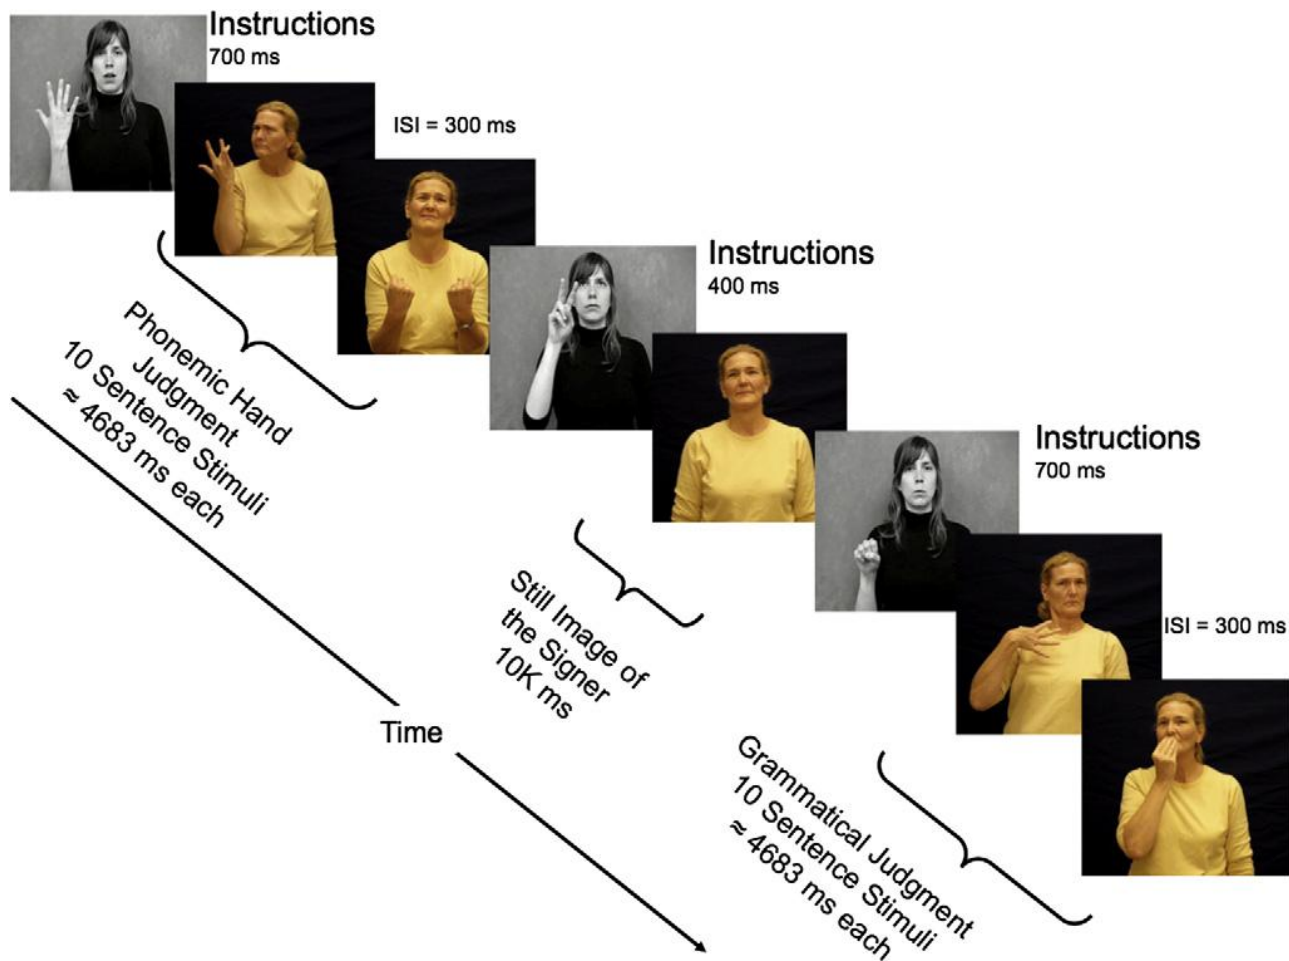 Instructions
700 ms
ISI = 300 ms
Phonemic Hand
Judgment
10 Sentence Stimuli
≈ 4683 ms each
Instructions
400 ms
Still Image of
the Signer
10K ms
Instructions
700 ms
ISI = 300 ms
Grammatical Judgment
10 Sentence Stimuli
≈ 4683 ms each
Time